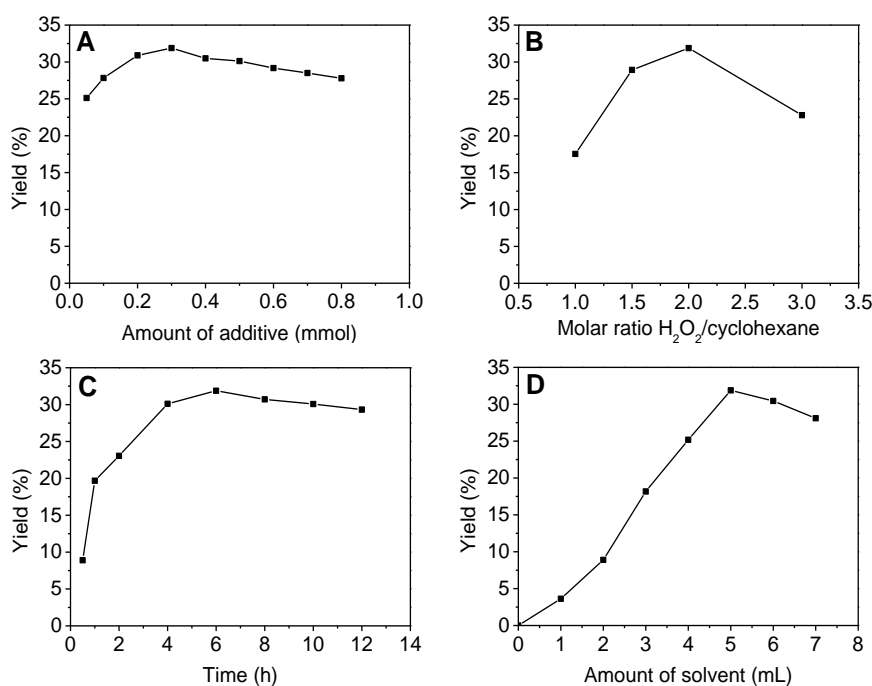 A
35
30
25
20
15
10
5
0
Yield (%)
0.0 0.2 0.4 0.6 0.8 1.0
Amount of additive (mmol)
B
35
30
25
20
15
10
5
0
Yield (%)
0.5 1.0 1.5 2.0 2.5 3.0 3.5
Molar ratio H₂O₂/cyclohexane
C
35
30
25
20
15
10
5
0
Yield (%)
0 2 4 6 8 10 12 14
Time (h)
D
35
30
25
20
15
10
5
0
Yield (%)
0 1 2 3 4 5 6 7 8
Amount of solvent (mL)